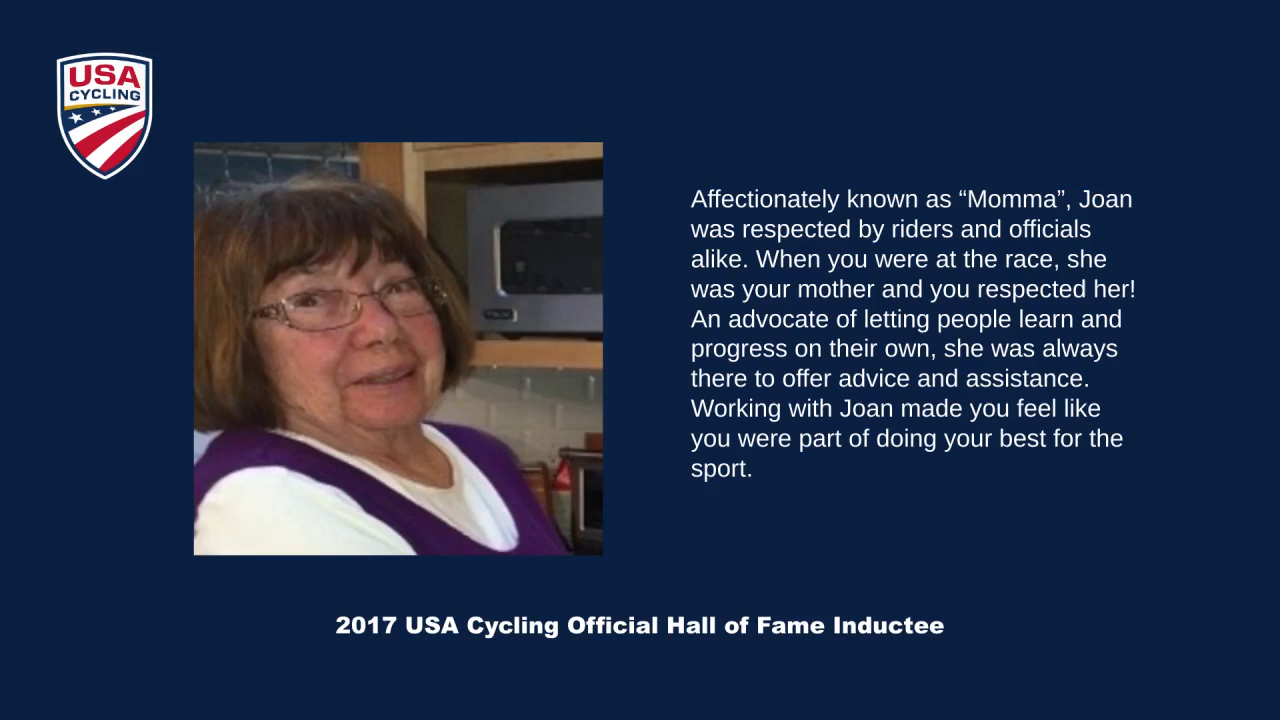 USA
CYCLING
Affectionately known as “Momma”, Joan
was respected by riders and officials
alike. When you were at the race, she
was your mother and you respected her!
An advocate of letting people learn and
progress on their own, she was always
there to offer advice and assistance.
Working with Joan made you feel like
you were part of doing your best for the
sport.
2017 USA Cycling Official Hall of Fame Inductee